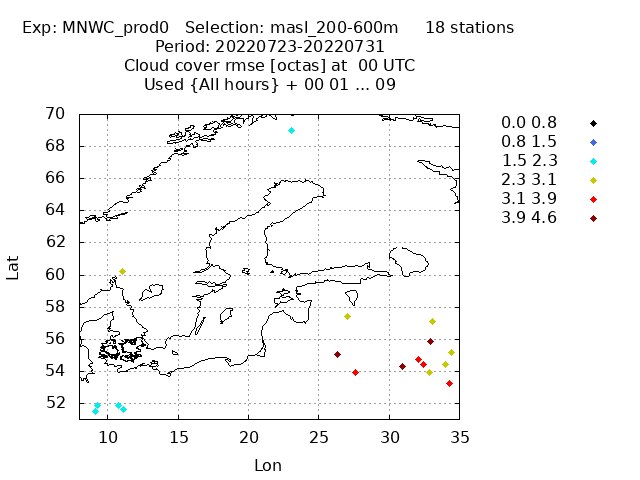 Exp: MNWC_prod0   Selection: masl_200-600m     18 stations
Period: 20220723-20220731
Cloud cover rmse [octas] at  00 UTC
Used {All hours} + 00 01 ... 09
70
68
66
64
62
60
58
56
54
52
10 15 20 25 30 35
Lat
Lon
0.0 0.8
0.8 1.5
1.5 2.3
2.3 3.1
3.1 3.9
3.9 4.6